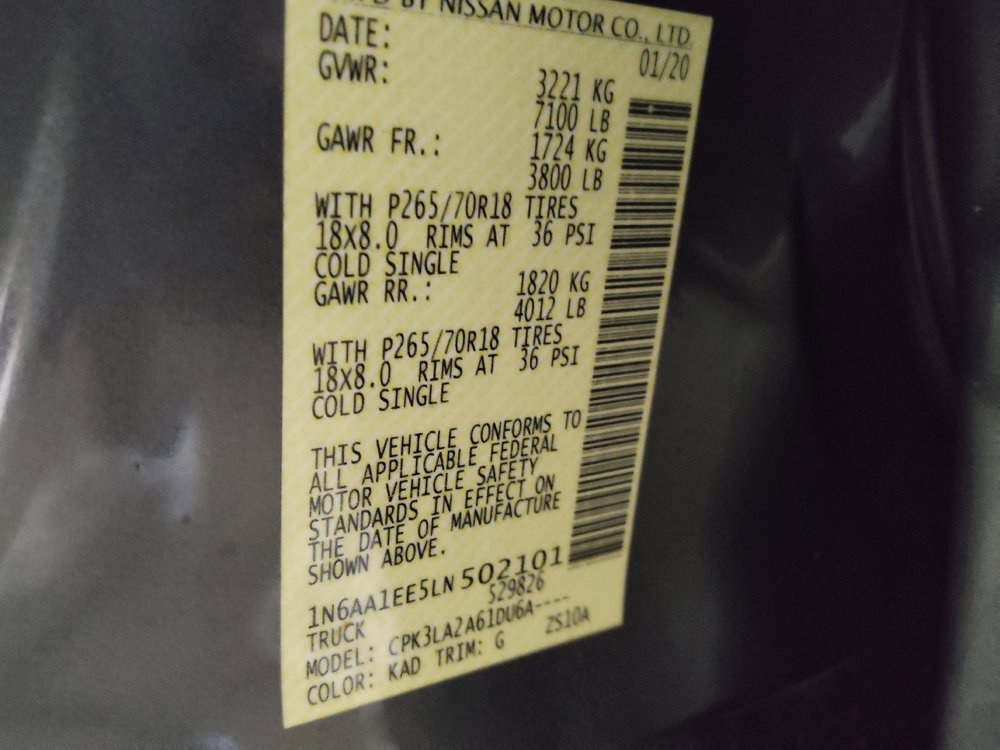 BY NISSAN MOTOR CO., LTD.
DATE: 01/20
GVWR: 3221 KG
7100 LB
GAWR FR.: 1724 KG
3800 LB
WITH P265/70R18 TIRES
18X8.0 RIMS AT 36 PSI
COLD SINGLE
GAWR RR.: 1820 KG
4012 LB
WITH P265/70R18 TIRES
18X8.0 RIMS AT 36 PSI
COLD SINGLE
THIS VEHICLE CONFORMS TO
ALL APPLICABLE FEDERAL
MOTOR VEHICLE SAFETY
STANDARDS IN EFFECT ON
THE DATE OF MANUFACTURE
SHOWN ABOVE.
1N6AA1EE5LN502101
TRUCK 529826
MODEL: CPK3LA2A61DU6A----
COLOR: KAD TRIM: G ZS10A